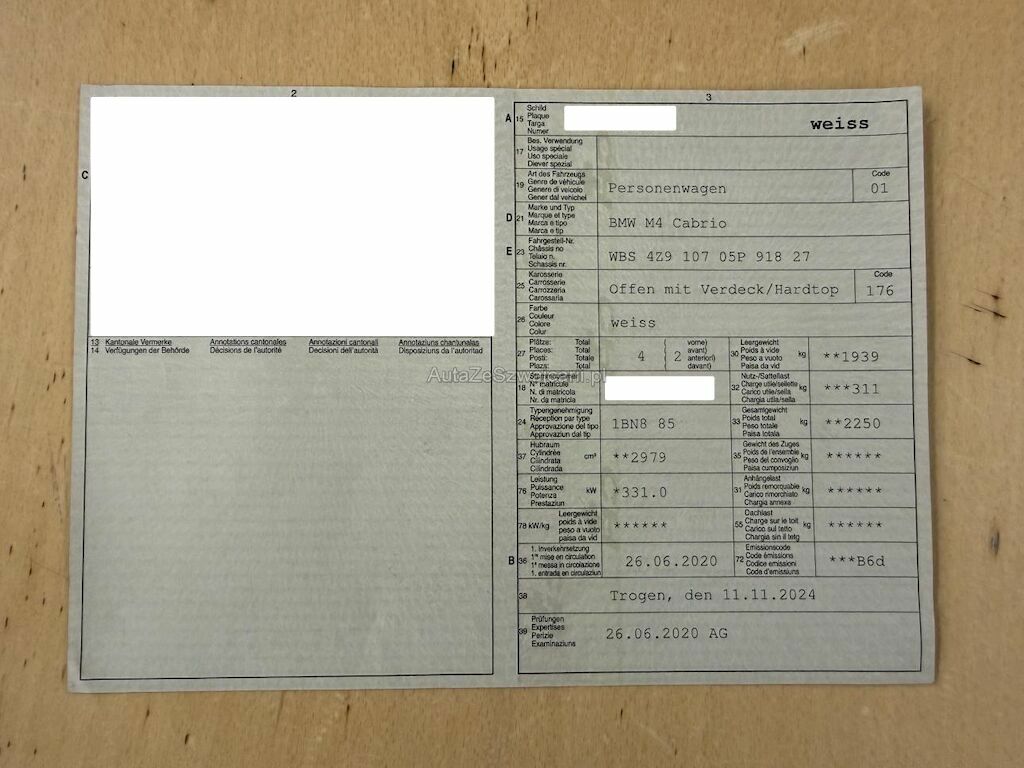 2
C
13 Kantonale Vermerke Annotations cantonales Annotazioni cantonali Annotaziuns chantunalas
14 Verfügungen der Behörde Décisions de l'autorité Decisioni dell'autorità Disposiziuns da l'autoritad
3
A 15 Schild
Plaque
Targa
Numer
weiss
17 Bes. Verwendung
Usage spécial
Uso speciale
Diever spezial
19 Art des Fahrzeugs
Genre de véhicule
Genere di veicolo
Gener dal vehichel
Personenwagen
Code
01
D 21 Marke und Typ
Marque et type
Marca e tipo
Marca e tip
BMW M4 Cabrio
E 23 Fahrgestell-Nr.
Châssis no
Telaio n.
Schassis nr.
WBS 4Z9 107 05P 918 27
25 Karosserie
Carrosserie
Carrozzeria
Carossaria
Offen mit Verdeck/Hardtop
Code
176
26 Farbe
Couleur
Colore
Colur
weiss
27 Plätze: Total
Places: Total
Posti: Totale
Plazs: Total
4 ( 2 vorne)
avant)
anteriori)
davant)
30 Leergewicht
Poids à vide
Peso a vuoto
Paisa da vid
kg
**1939
18 Stammnummer
N° matricule
N. di matricola
Nr. da matricla
32 Nutz-/Sattellast
Charge utile/sellette
Carico utile/sella
Chargia utila/sella
kg
***311
24 Typengenehmigung
Réception par type
Approvazione del tipo
Approvaziun dal tip
1BN8 85
33 Gesamtgewicht
Poids total
Peso totale
Paisa totala
kg
**2250
37 Hubraum
Cylindrée
Cilindrata
Cilindrada
cm³
**2979
35 Gewicht des Zuges
Poids de l'ensemble
Peso del convoglio
Paisa cumposiziun
kg
******
76 Leistung
Puissance
Potenza
Prestaziun
kW
*331.0
31 Anhängelast
Poids remorquable
Carico rimorchiato
Chargia annexa
kg
******
78 kW/kg Leergewicht
poids à vide
peso a vuoto
paisa da vid
******
55 Dachlast
Charge sur le toit
Carico sul tetto
Chargia sin il tetg
kg
******
B 36 1. Inverkehrsetzung
1re mise en circulation
1a messa in circolazione
1. entrada en circulaziun
26.06.2020
72 Emissionscode
Code émissions
Codice emissioni
Code d'emissiuns
***B6d
38 Trogen, den 11.11.2024
39 Prüfungen
Expertises
Perizie
Examinaziuns
26.06.2020 AG
AutaZeSzwajcarii.pl